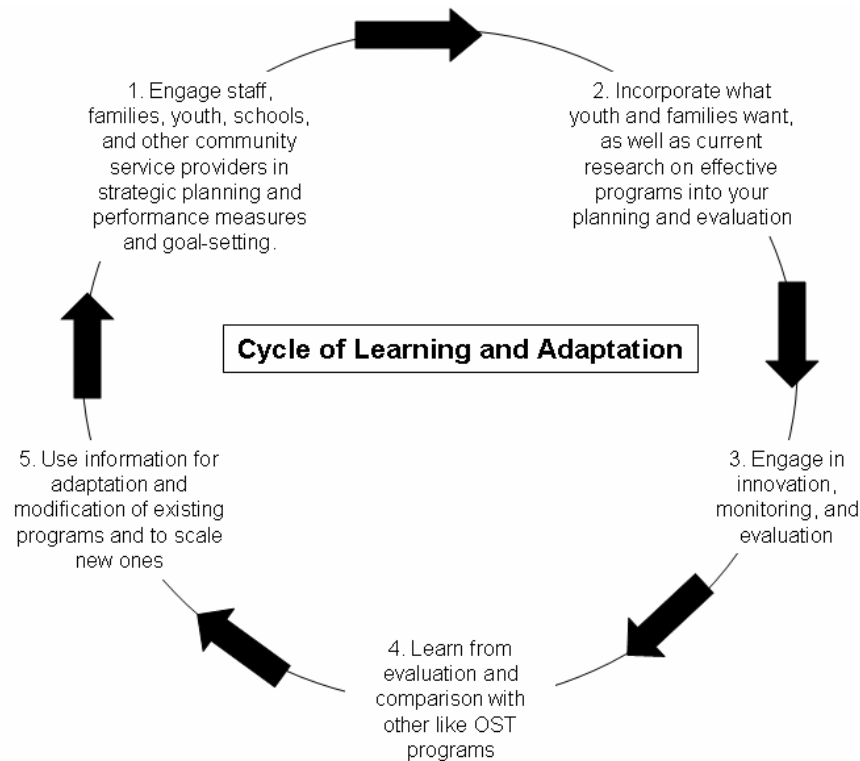 1. Engage staff,
families, youth, schools,
and other community
service providers in
strategic planning and
performance measures
and goal-setting.
2. Incorporate what
youth and families want,
as well as current
research on effective
programs into your
planning and evaluation
Cycle of Learning and Adaptation
3. Engage in
innovation,
monitoring, and
evaluation
4. Learn from
evaluation and
comparison with
other like OST
programs
5. Use information for
adaptation and
modification of existing
programs and to scale
new ones